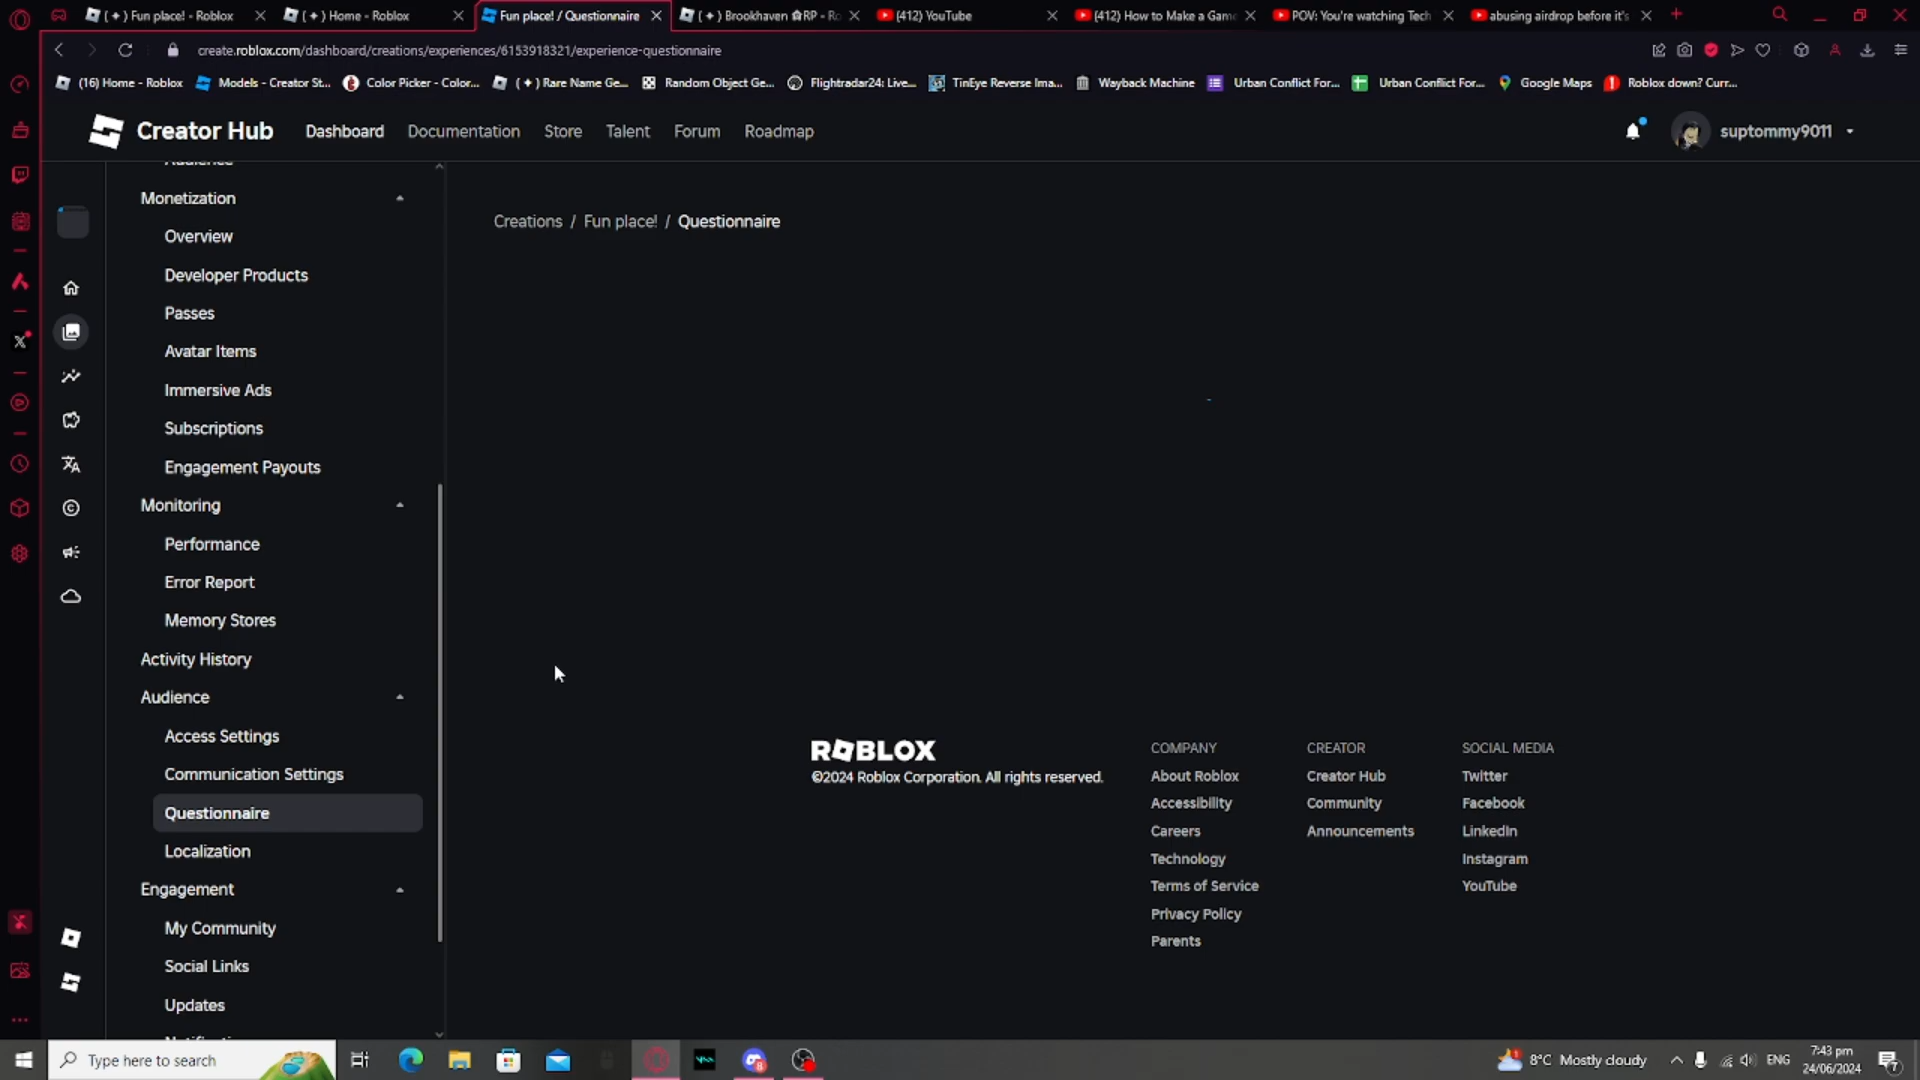 ( ✦ ) Fun place! - Roblox
( ✦ ) Home - Roblox
Fun place! / Questionnaire
( ✦ ) Brookhaven 🏠RP - Ro
(412) YouTube
(412) How to Make a Game
POV: You're watching Tech
abusing airdrop before it's
create.roblox.com/dashboard/creations/experiences/6153918321/experience-questionnaire
(16) Home - Roblox
Models - Creator St...
Color Picker - Color...
( ✦ ) Rare Name Ge...
Random Object Ge...
Flightradar24: Live...
TinEye Reverse Ima...
Wayback Machine
Urban Conflict For...
Urban Conflict For...
Google Maps
Roblox down? Curr...
Creator Hub
Dashboard
Documentation
Store
Talent
Forum
Roadmap
suptommy9011
Audience
Monetization
Overview
Developer Products
Passes
Avatar Items
Immersive Ads
Subscriptions
Engagement Payouts
Monitoring
Performance
Error Report
Memory Stores
Activity History
Audience
Access Settings
Communication Settings
Questionnaire
Localization
Engagement
My Community
Social Links
Updates
Creations / Fun place! / Questionnaire
ROBLOX
©2024 Roblox Corporation. All rights reserved.
COMPANY
About Roblox
Accessibility
Careers
Technology
Terms of Service
Privacy Policy
Parents
CREATOR
Creator Hub
Community
Announcements
SOCIAL MEDIA
Twitter
Facebook
LinkedIn
Instagram
YouTube
Type here to search
8
8°C Mostly cloudy
ENG
7:43 pm
24/06/2024
7